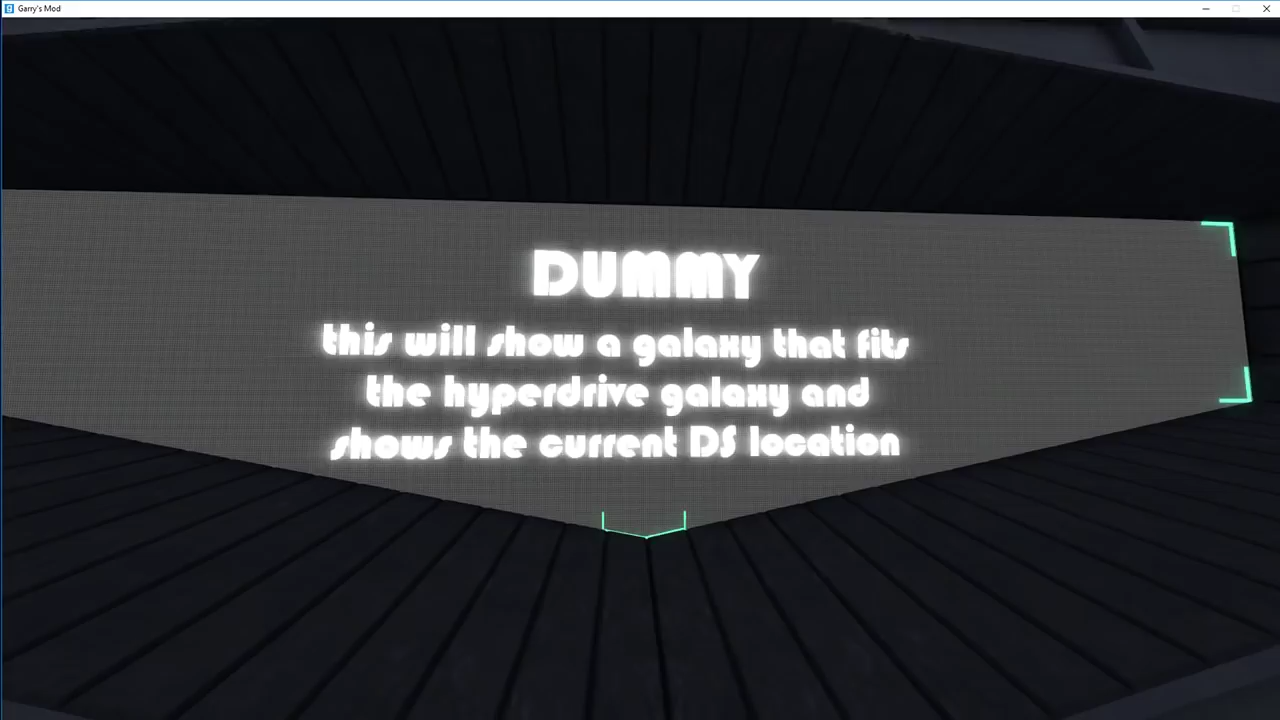 Garry's Mod
DUMMY
this will show a galaxy that fits
the hyperdrive galaxy and
shows the current DS location